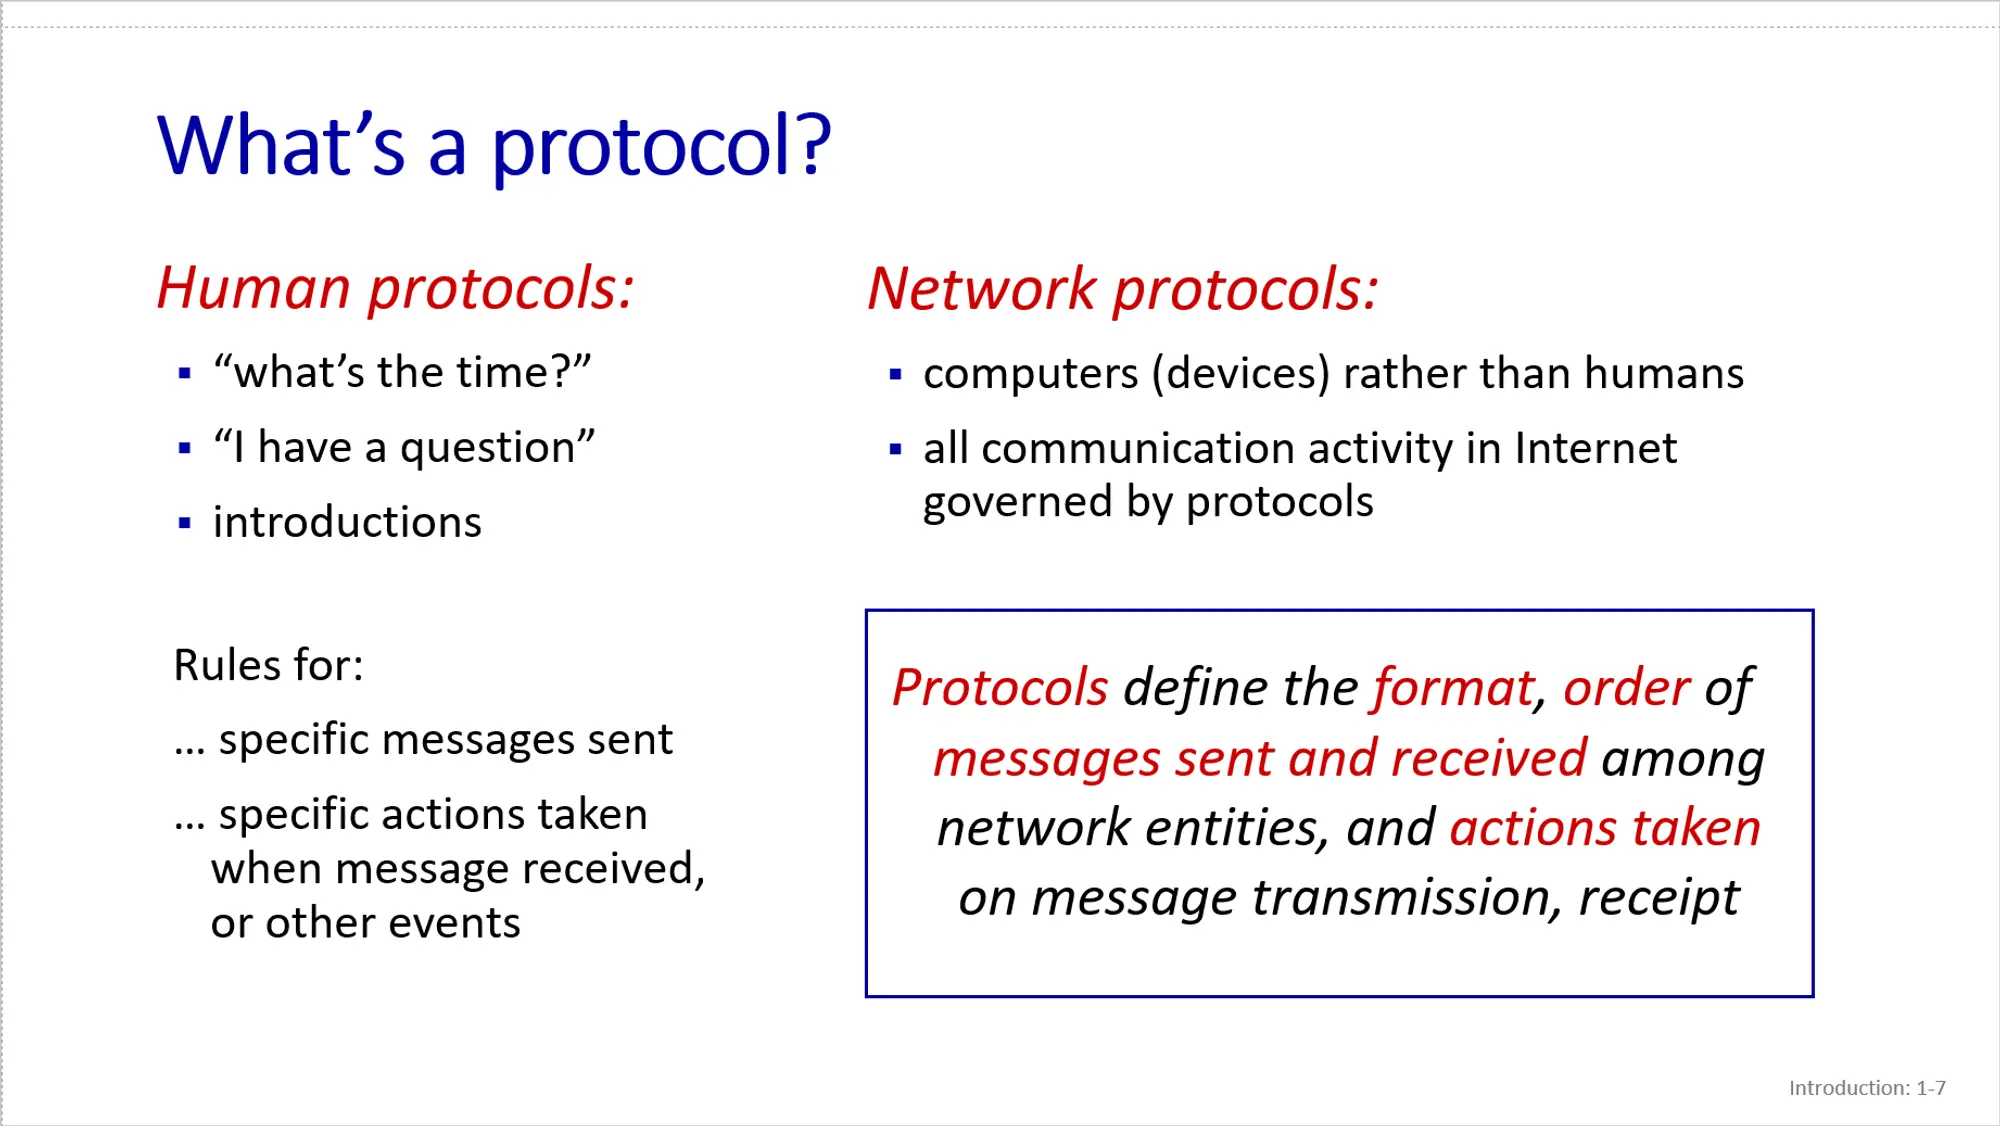 What’s a protocol?
Human protocols:
▪ “what’s the time?”
▪ “I have a question”
▪ introductions
Rules for:
… specific messages sent
… specific actions taken
when message received,
or other events
Network protocols:
▪ computers (devices) rather than humans
▪ all communication activity in Internet
governed by protocols
Protocols define the format, order of
messages sent and received among
network entities, and actions taken
on message transmission, receipt
Introduction: 1-7